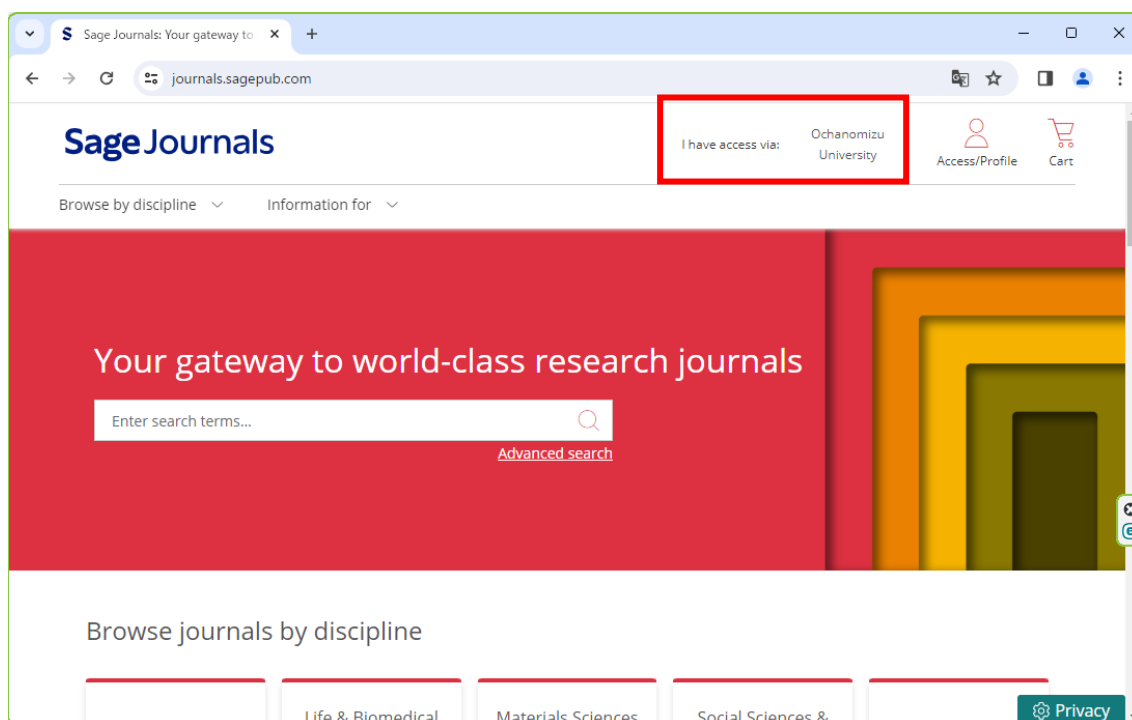 Sage Journals: Your gateway to
journals.sagepub.com
Sage Journals
I have access via:
Ochanomizu
University
Access/Profile
Cart
Browse by discipline
Information for
Your gateway to world-class research journals
Enter search terms...
Advanced search
Browse journals by discipline
Life & Biomedical
Materials Sciences
Social Sciences &
Privacy